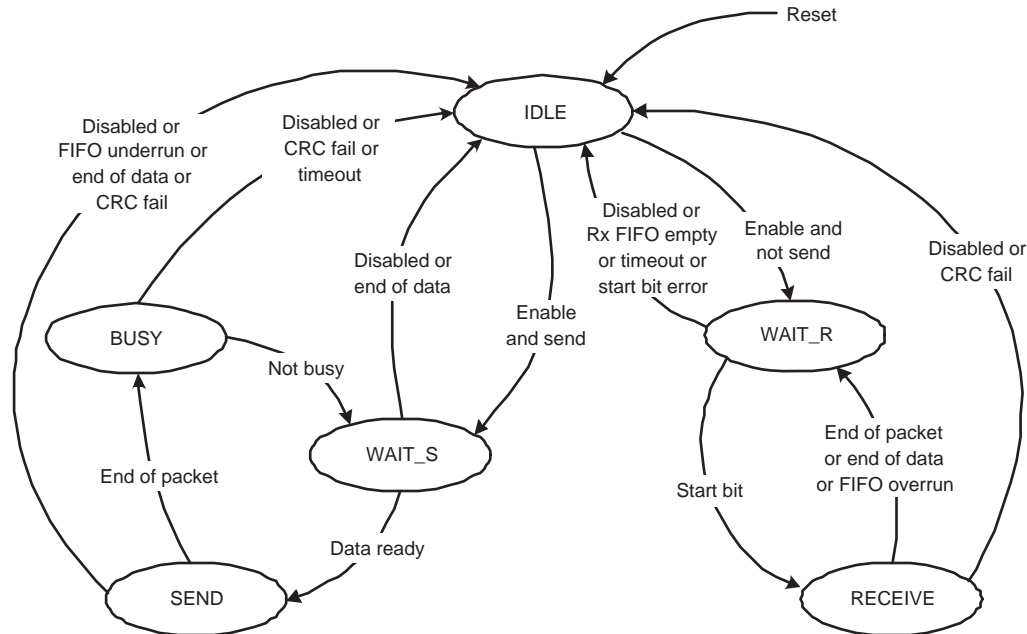 Reset
IDLE
Disabled or
FIFO underrun or
end of data or
CRC fail
Disabled or
CRC fail or
timeout
Disabled or
end of data
Enable
and send
Disabled or
Rx FIFO empty
or timeout or
start bit error
Enable and
not send
Disabled or
CRC fail
BUSY
WAIT_R
Not busy
WAIT_S
End of packet
Data ready
Start bit
End of packet
or end of data
or FIFO overrun
SEND
RECEIVE